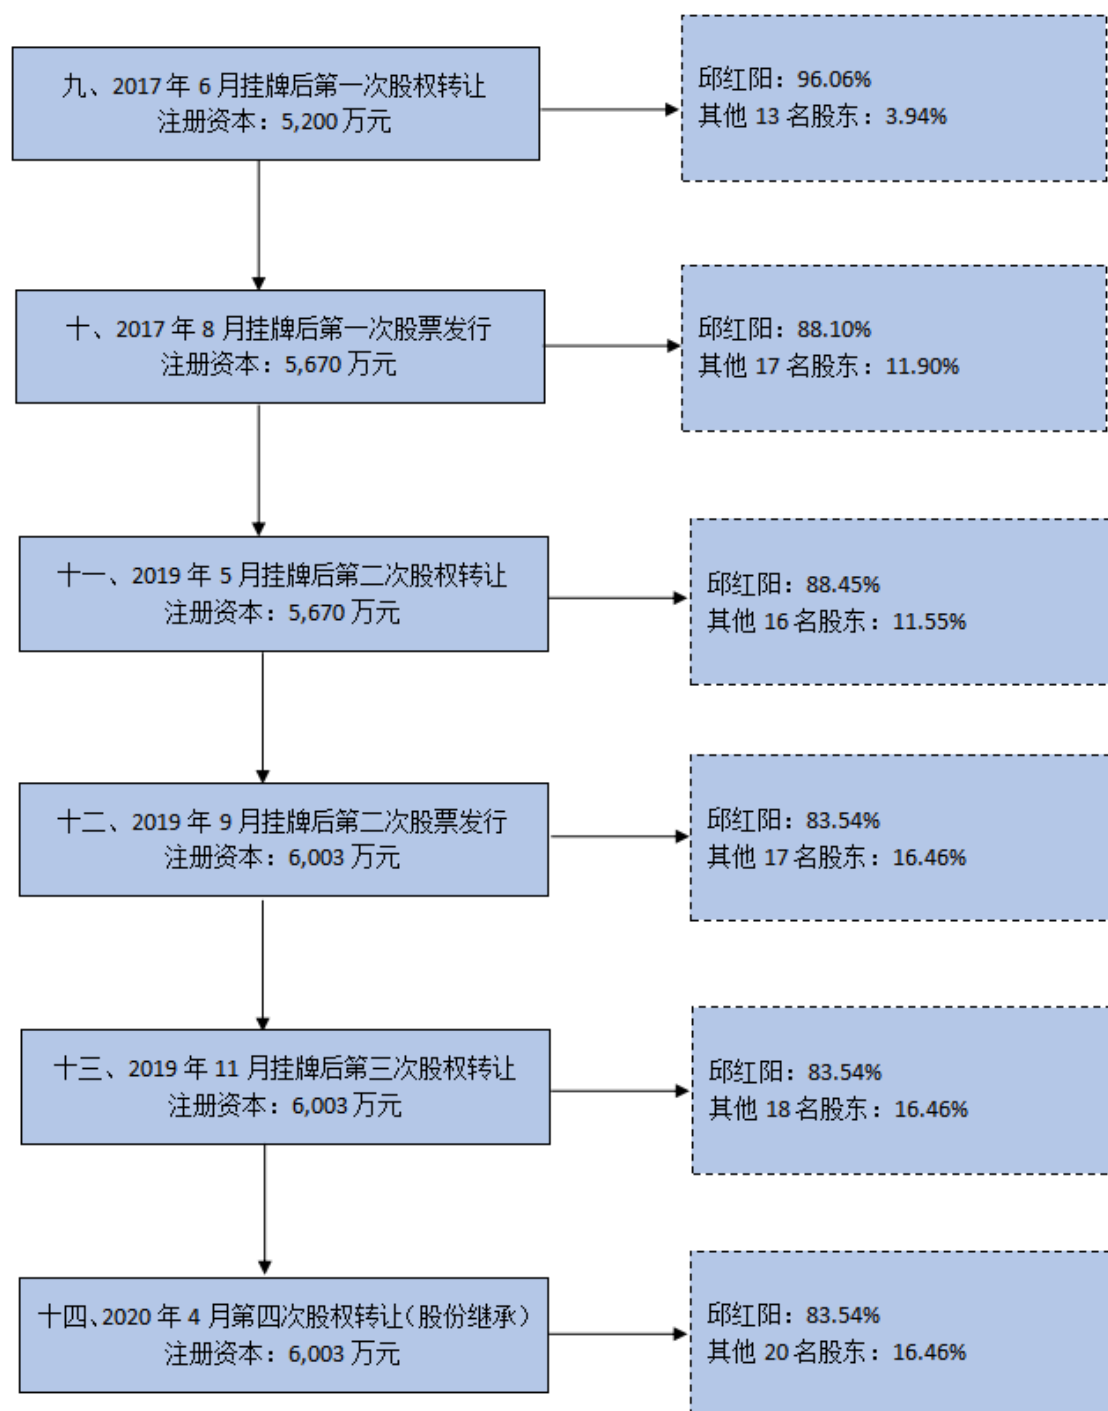 九、2017 年 6 月挂牌后第一次股权转让
注册资本：5,200 万元
邱红阳：96.06%
其他 13 名股东：3.94%
十、2017 年 8 月挂牌后第一次股票发行
注册资本：5,670 万元
邱红阳：88.10%
其他 17 名股东：11.90%
十一、2019 年 5 月挂牌后第二次股权转让
注册资本：5,670 万元
邱红阳：88.45%
其他 16 名股东：11.55%
十二、2019 年 9 月挂牌后第二次股票发行
注册资本：6,003 万元
邱红阳：83.54%
其他 17 名股东：16.46%
十三、2019 年 11 月挂牌后第三次股权转让
注册资本：6,003 万元
邱红阳：83.54%
其他 18 名股东：16.46%
十四、2020 年 4 月第四次股权转让（股份继承）
注册资本：6,003 万元
邱红阳：83.54%
其他 20 名股东：16.46%